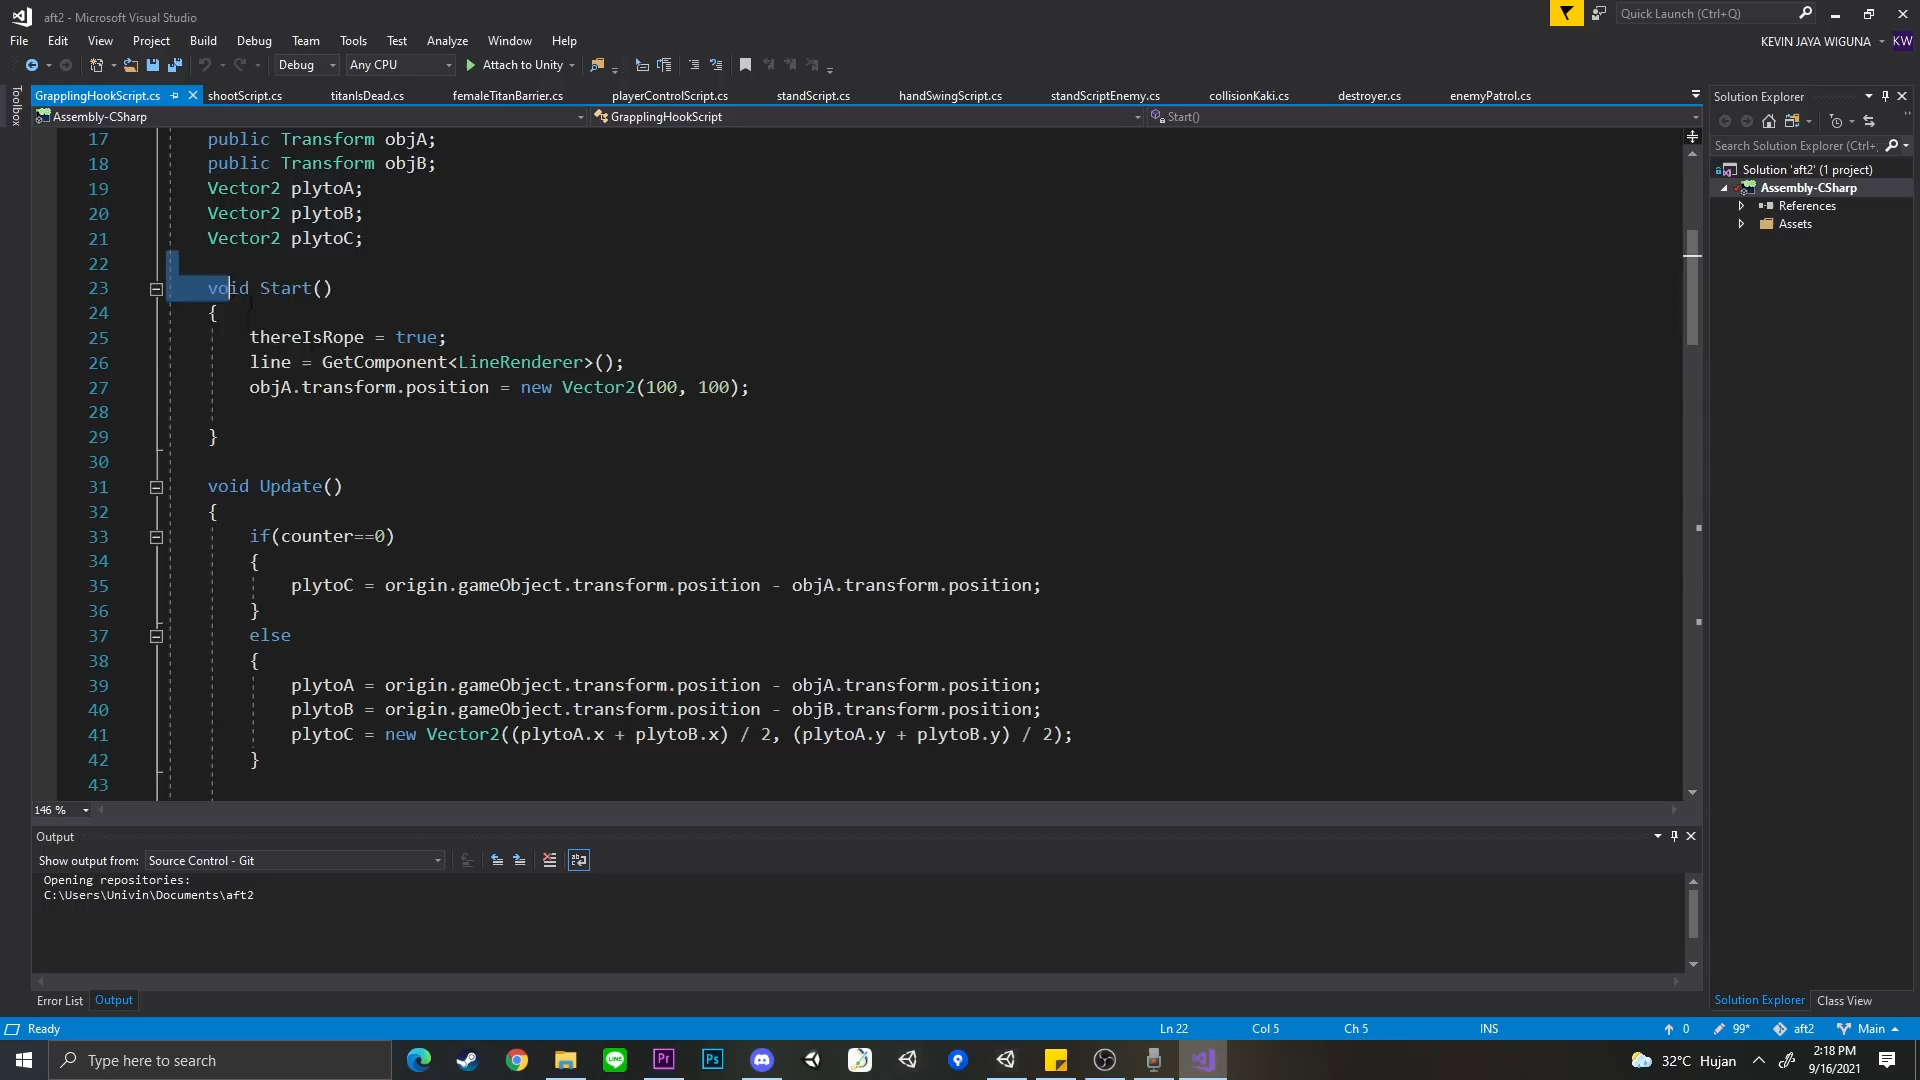 aft2 - Microsoft Visual Studio
Quick Launch (Ctrl+Q)
File Edit View Project Build Debug Team Tools Test Analyze Window Help
KEVIN JAYA WIGUNA KW
Debug Any CPU Attach to Unity
Toolbox
GrapplingHookScript.cs shootScript.cs titanIsDead.cs femaleTitanBarrier.cs playerControlScript.cs standScript.cs handSwingScript.cs standScriptEnemy.cs collisionKaki.cs destroyer.cs enemyPatrol.cs
Assembly-CSharp GrapplingHookScript Start()
17 public Transform objA;
18 public Transform objB;
19 Vector2 plytoA;
20 Vector2 plytoB;
21 Vector2 plytoC;
22
23 void Start()
24 {
25 thereIsRope = true;
26 line = GetComponent<LineRenderer>();
27 objA.transform.position = new Vector2(100, 100);
28
29 }
30
31 void Update()
32 {
33 if(counter==0)
34 {
35 plytoC = origin.gameObject.transform.position - objA.transform.position;
36 }
37 else
38 {
39 plytoA = origin.gameObject.transform.position - objA.transform.position;
40 plytoB = origin.gameObject.transform.position - objB.transform.position;
41 plytoC = new Vector2((plytoA.x + plytoB.x) / 2, (plytoA.y + plytoB.y) / 2);
42 }
43
146 %
Solution Explorer
Search Solution Explorer (Ctrl+;
Solution 'aft2' (1 project)
Assembly-CSharp
References
Assets
Output
Show output from: Source Control - Git
Opening repositories:
C:\Users\Univin\Documents\aft2
Error List Output
Solution Explorer Class View
Ready Ln 22 Col 5 Ch 5 INS 0 99* aft2 Main
Type here to search
LINE
Pr
Ps
32°C Hujan
2:18 PM
9/16/2021